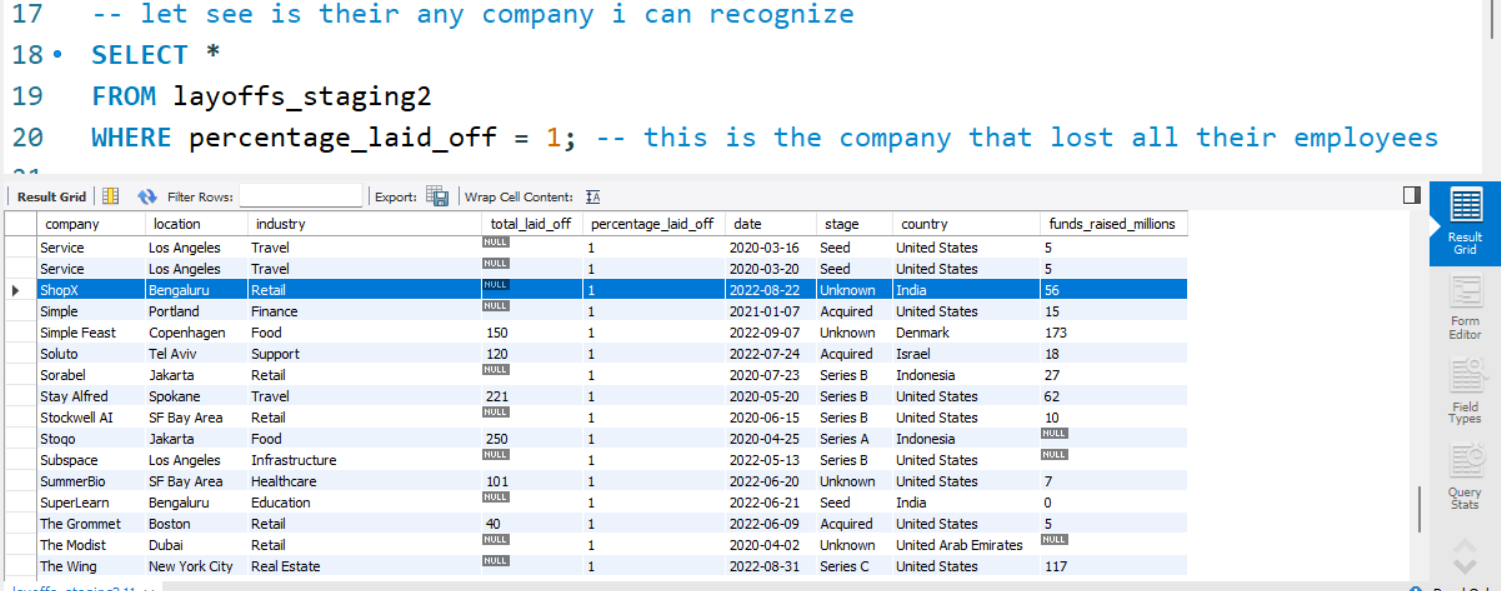 17 -- let see is their any company i can recognize
18 SELECT *
19 FROM layoffs_staging2
20 WHERE percentage_laid_off = 1; -- this is the company that lost all their employees
Result Grid Filter Rows: Export: Wrap Cell Content:
company location industry total_laid_off percentage_laid_off date stage country funds_raised_millions
Service Los Angeles Travel NULL 1 2020-03-16 Seed United States 5
Service Los Angeles Travel NULL 1 2020-03-20 Seed United States 5
ShopX Bengaluru Retail NULL 1 2022-08-22 Unknown India 56
Simple Portland Finance NULL 1 2021-01-07 Acquired United States 15
Simple Feast Copenhagen Food 150 1 2022-09-07 Unknown Denmark 173
Soluto Tel Aviv Support 120 1 2022-07-24 Acquired Israel 18
Sorabel Jakarta Retail NULL 1 2020-07-23 Series B Indonesia 27
Stay Alfred Spokane Travel 221 1 2020-05-20 Series B United States 62
Stockwell AI SF Bay Area Retail NULL 1 2020-06-15 Series B United States 10
Stoqo Jakarta Food 250 1 2020-04-25 Series A Indonesia NULL
Subspace Los Angeles Infrastructure NULL 1 2022-05-13 Series B United States NULL
SummerBio SF Bay Area Healthcare 101 1 2022-06-20 Unknown United States 7
SuperLearn Bengaluru Education NULL 1 2022-06-21 Seed India 0
The Grommet Boston Retail 40 1 2022-06-09 Acquired United States 5
The Modist Dubai Retail NULL 1 2020-04-02 Unknown United Arab Emirates NULL
The Wing New York City Real Estate NULL 1 2022-08-31 Series C United States 117
Result
Grid
Form
Editor
Field
Types
Query
Stats